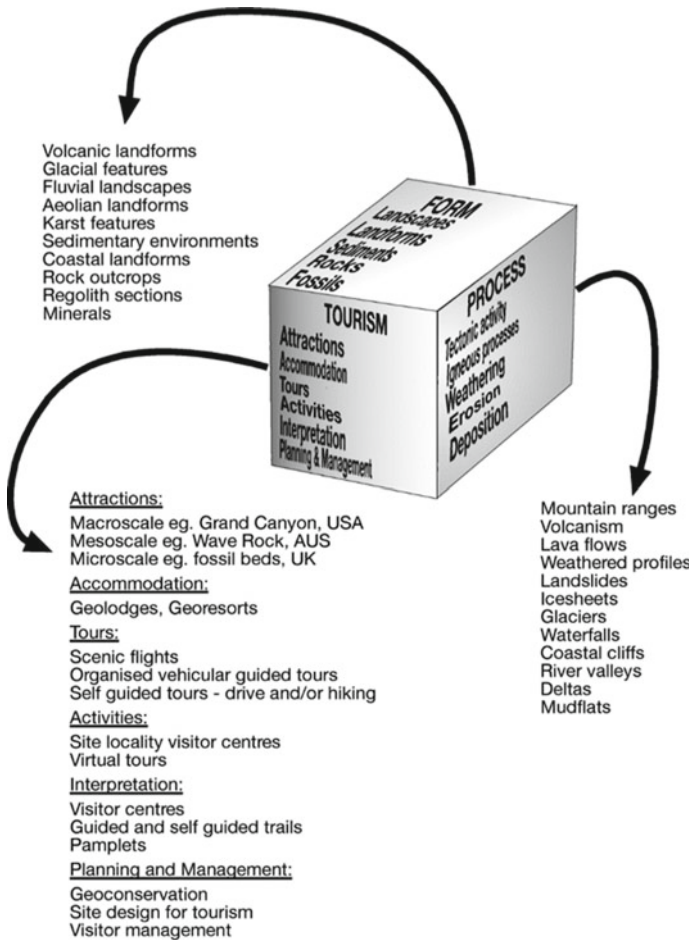 Volcanic landforms
Glacial features
Fluvial landscapes
Aeolian landforms
Karst features
Sedimentary environments
Coastal landforms
Rock outcrops
Regolith sections
Minerals
FORM
Landscapes
Landforms
Sediments
Rocks
Fossils
TOURISM
Attractions
Accommodation
Tours
Activities
Interpretation
Planning & Management
PROCESS
Tectonic activity
Igneous processes
Weathering
Erosion
Deposition
Attractions:
Macroscale eg. Grand Canyon, USA
Mesoscale eg. Wave Rock, AUS
Microscale eg. fossil beds, UK
Accommodation:
Geolodges, Georesorts
Tours:
Scenic flights
Organised vehicular guided tours
Self guided tours - drive and/or hiking
Activities:
Site locality visitor centres
Virtual tours
Interpretation:
Visitor centres
Guided and self guided trails
Pamplets
Planning and Management:
Geoconservation
Site design for tourism
Visitor management
Mountain ranges
Volcanism
Lava flows
Weathered profiles
Landslides
Icesheets
Glaciers
Waterfalls
Coastal cliffs
River valleys
Deltas
Mudflats